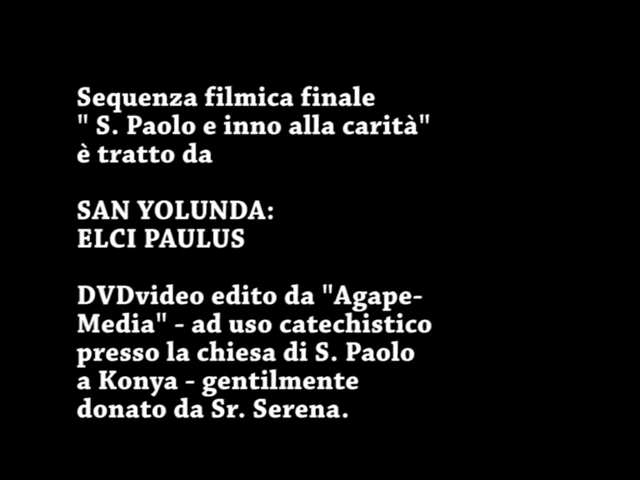 Sequenza filmica finale
" S. Paolo e inno alla carità"
è tratto da
SAN YOLUNDA:
ELCI PAULUS
DVDvideo edito da "Agape-
Media" - ad uso catechistico
presso la chiesa di S. Paolo
a Konya - gentilmente
donato da Sr. Serena.